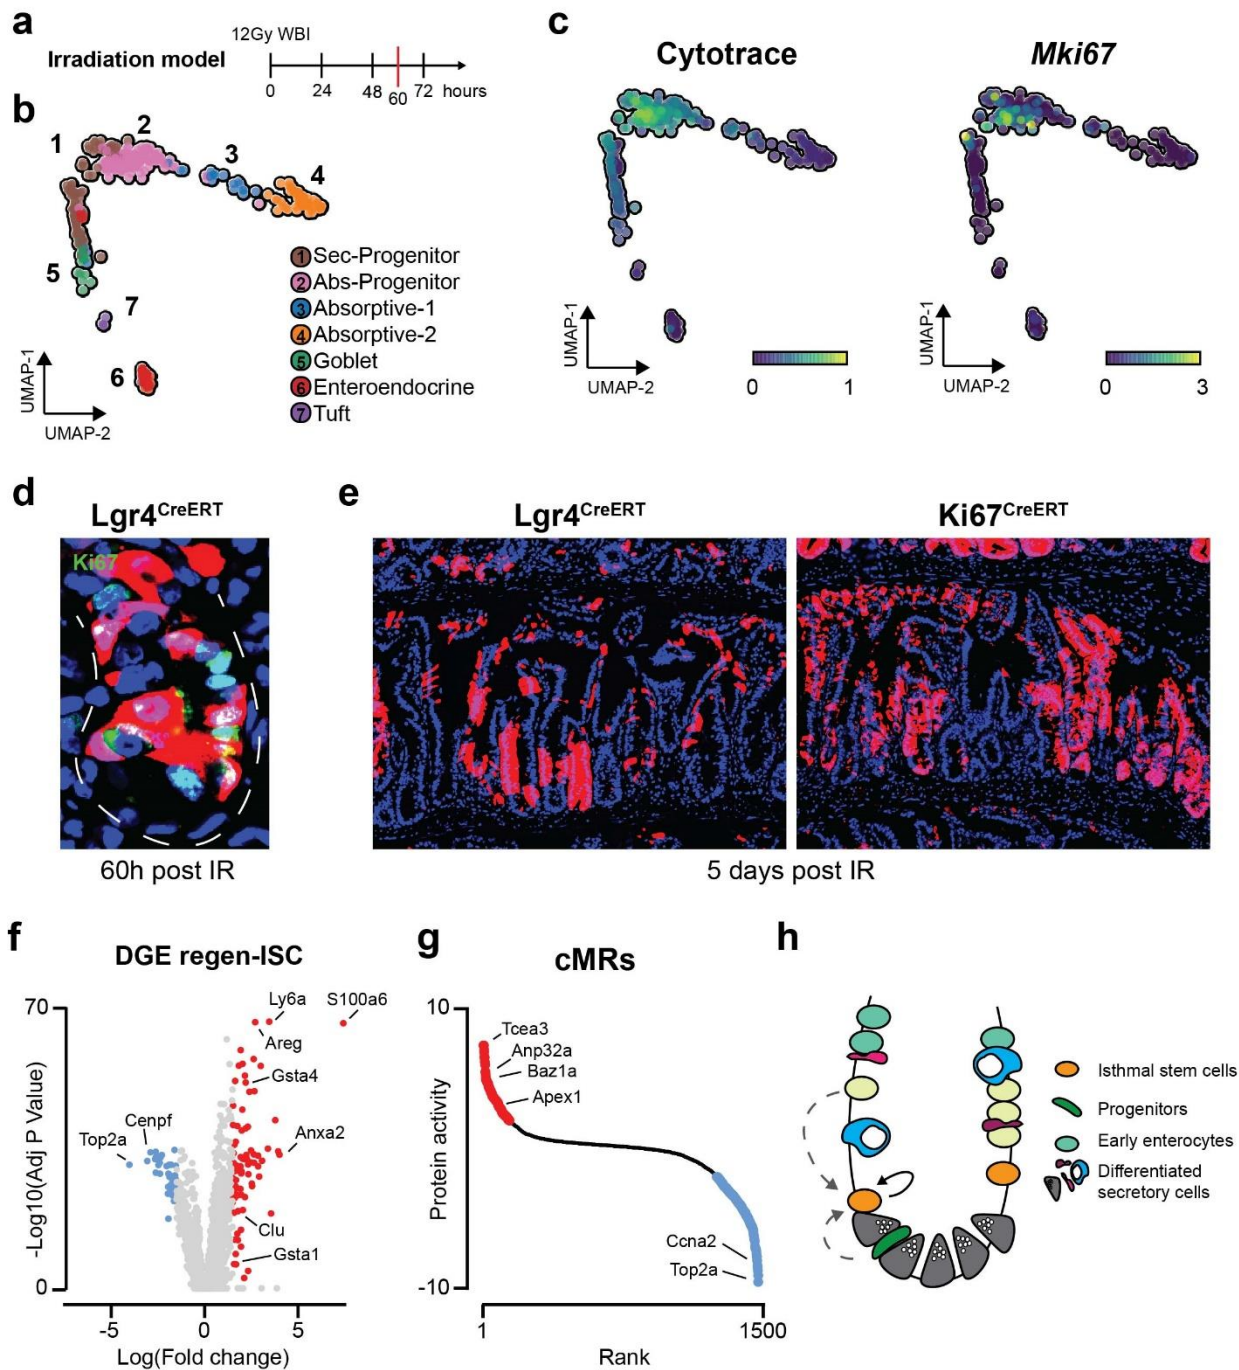 a
12Gy WBI
Irradiation model
0 24 48 60 72 hours
b
1
2
3
4
5
7
6
1 Sec-Progenitor
2 Abs-Progenitor
3 Absorptive-1
4 Absorptive-2
5 Goblet
6 Enteroendocrine
7 Tuft
UMAP-1
UMAP-2
c
Cytotrace
UMAP-1
UMAP-2
0 1
Mki67
UMAP-1
UMAP-2
0 3
d
Lgr4CreERT
Ki67
60h post IR
e
Lgr4CreERT
Ki67CreERT
5 days post IR
f
DGE regen-ISC
70
0
-Log10(Adj P Value)
Ly6a
S100a6
Areg
Gsta4
Cenpf
Top2a
Anxa2
Clu
Gsta1
-5 0 5
Log(Fold change)
g
cMRs
10
-10
Protein activity
Tcea3
Anp32a
Baz1a
Apex1
Ccna2
Top2a
1 1500
Rank
h
Isthmal stem cells
Progenitors
Early enterocytes
Differentiated
secretory cells